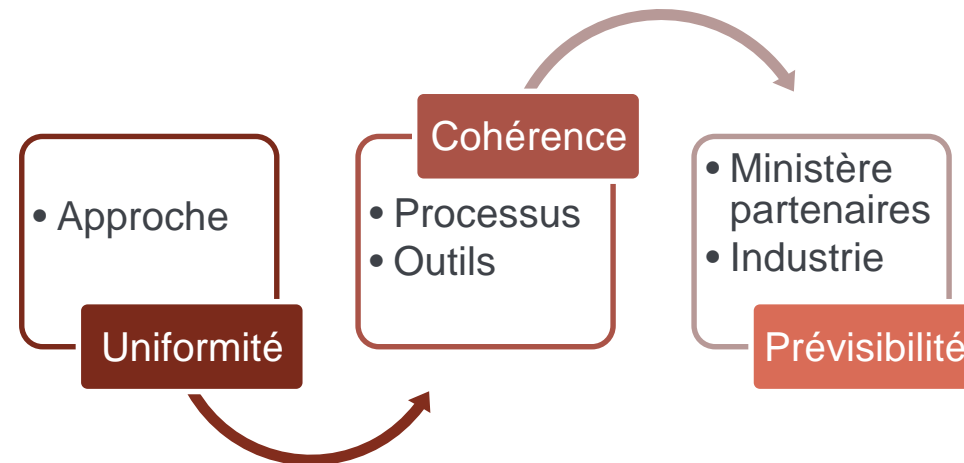 • Approche
Uniformité
Cohérence
• Processus
• Outils
• Ministère
partenaires
• Industrie
Prévisibilité